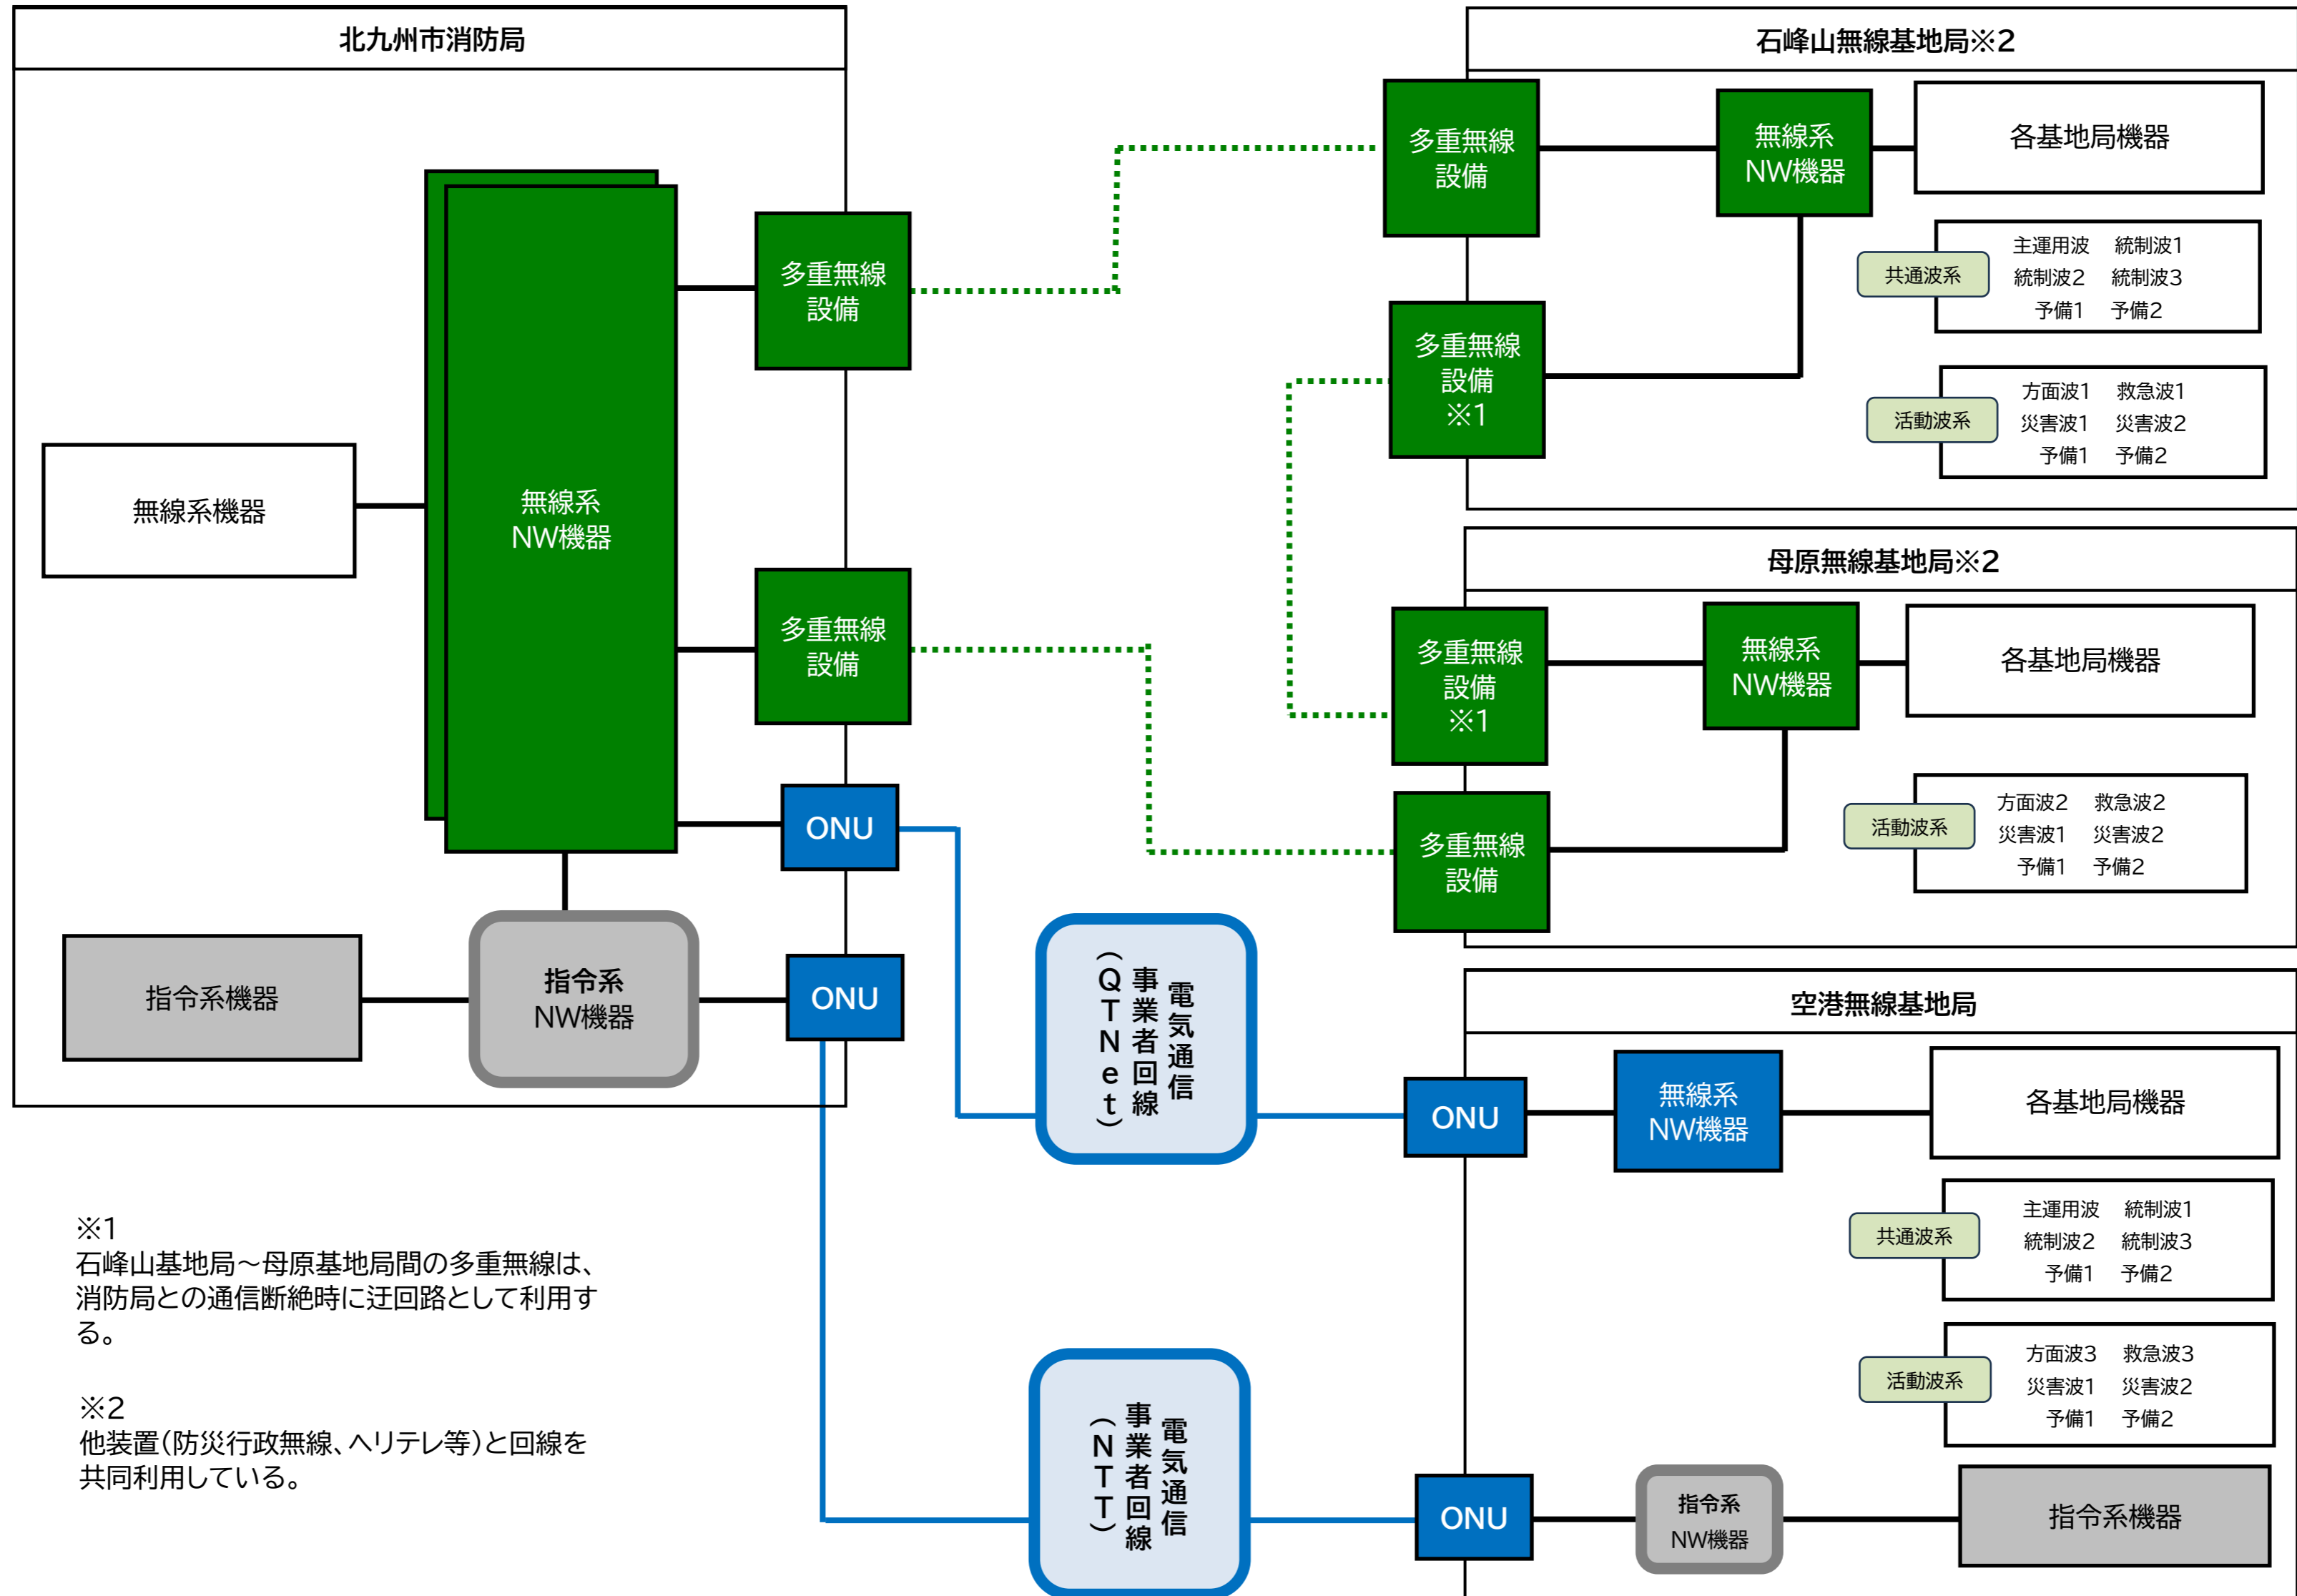 北九州市消防局
無線系
NW機器
無線系機器
多重無線
設備
多重無線
設備
ONU
ONU
指令系機器
指令系
NW機器
電気通信
事業者回線
(QTNet)
電気通信
事業者回線
(NTT)
石峰山無線基地局※2
多重無線
設備
無線系
NW機器
各基地局機器
多重無線
設備
※1
共通波系
主運用波 統制波1
統制波2 統制波3
予備1 予備2
活動波系
方面波1 救急波1
災害波1 災害波2
予備1 予備2
母原無線基地局※2
多重無線
設備
※1
無線系
NW機器
各基地局機器
多重無線
設備
活動波系
方面波2 救急波2
災害波1 災害波2
予備1 予備2
空港無線基地局
ONU
無線系
NW機器
各基地局機器
共通波系
主運用波 統制波1
統制波2 統制波3
予備1 予備2
活動波系
方面波3 救急波3
災害波1 災害波2
予備1 予備2
ONU
指令系
NW機器
指令系機器
※1
石峰山基地局～母原基地局間の多重無線は、
消防局との通信断絶時に迂回路として利用す
る。
※2
他装置(防災行政無線、ヘリテレ等)と回線を
共同利用している。